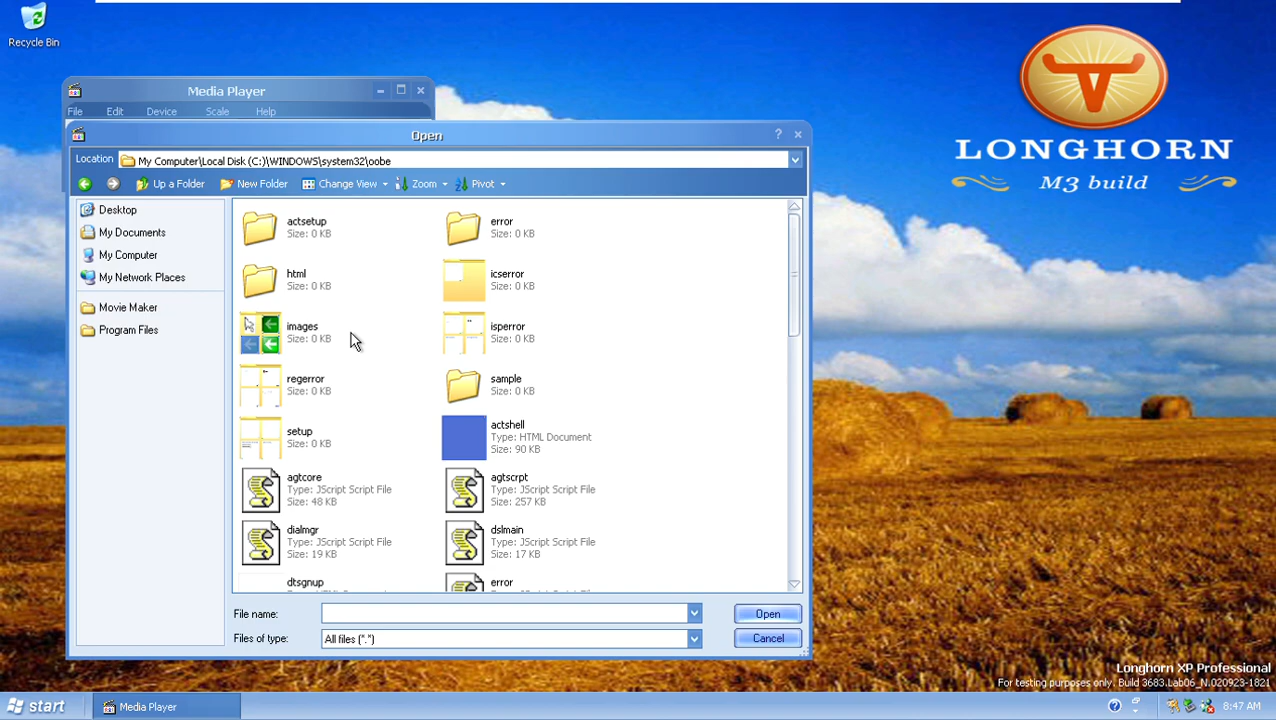 Recycle Bin
LONGHORN
M3 build
Media Player
File Edit Device Scale Help
Open
Location My Computer\Local Disk (C:)\WINDOWS\system32\oobe
Up a Folder New Folder Change View Zoom Pivot
Desktop
My Documents
My Computer
My Network Places
Movie Maker
Program Files
actsetup
Size: 0 KB
error
Size: 0 KB
html
Size: 0 KB
icserror
Size: 0 KB
images
Size: 0 KB
isperror
Size: 0 KB
regerror
Size: 0 KB
sample
Size: 0 KB
setup
Size: 0 KB
actshell
Type: HTML Document
Size: 90 KB
agtcore
Type: JScript Script File
Size: 48 KB
agtscrpt
Type: JScript Script File
Size: 257 KB
dialmgr
Type: JScript Script File
Size: 19 KB
dslmain
Type: JScript Script File
Size: 17 KB
dtsgnup
error
File name:
Open
Files of type: All files (*.*)
Cancel
Longhorn XP Professional
For testing purposes only. Build 3683.Lab06_N.020923-1821
start
Media Player
8:47 AM